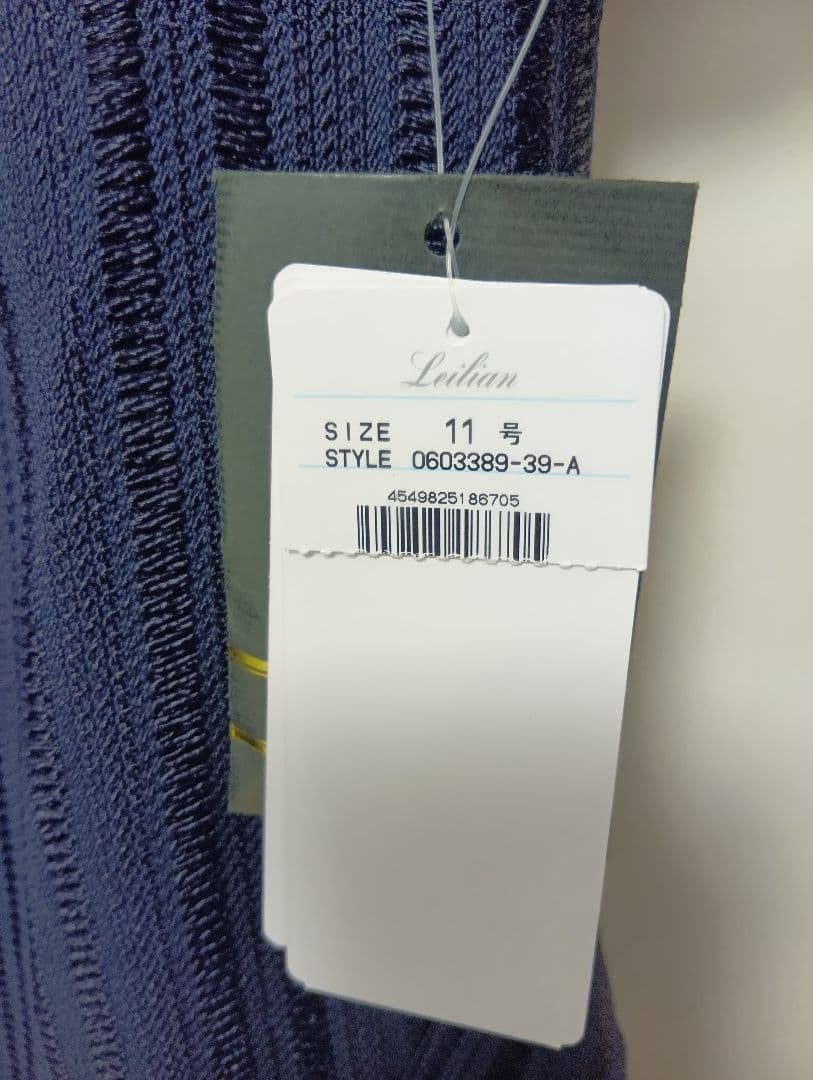 Leilian
SIZE 11 号
STYLE 0603389-39-A
4549825186705